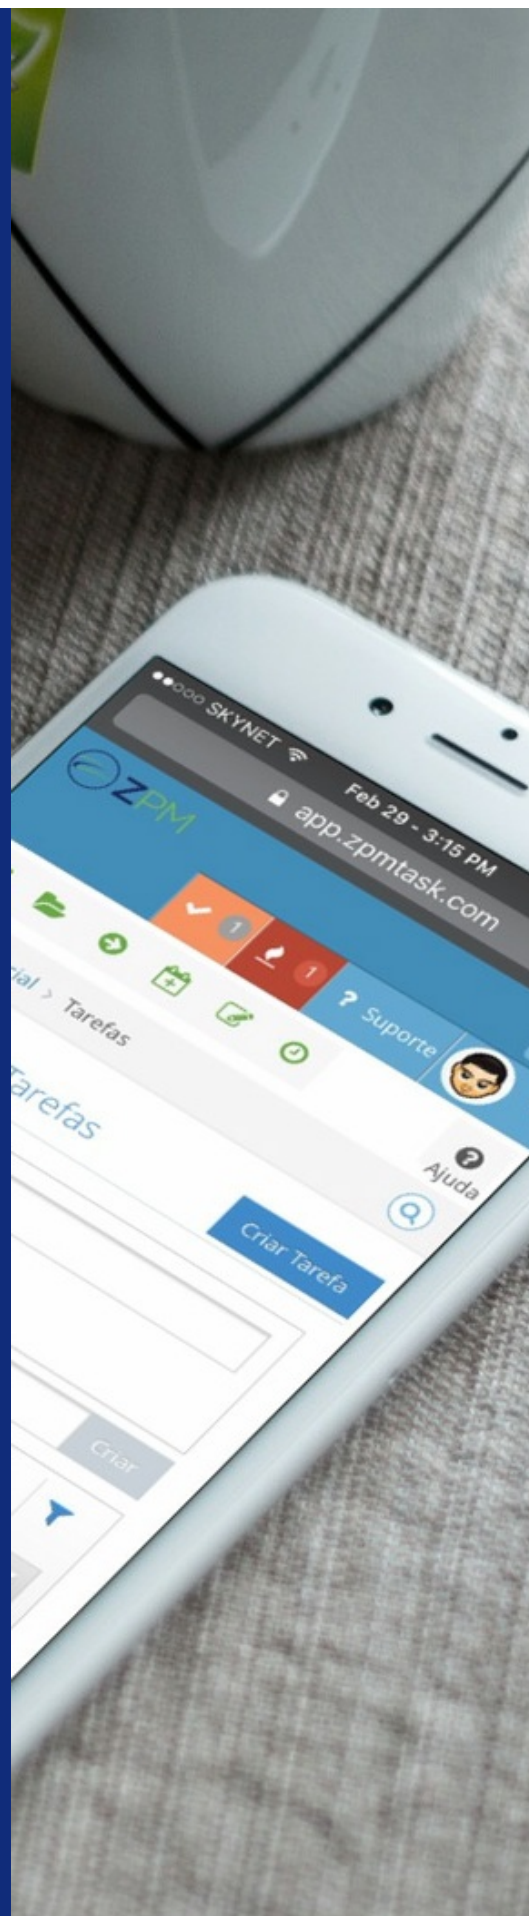 SKYNET
Feb 29 - 3:15 PM
app.zpmtask.com
ZPM
1
1
? Suporte
> Tarefas
Ajuda
Tarefas
Criar Tarefa
Criar